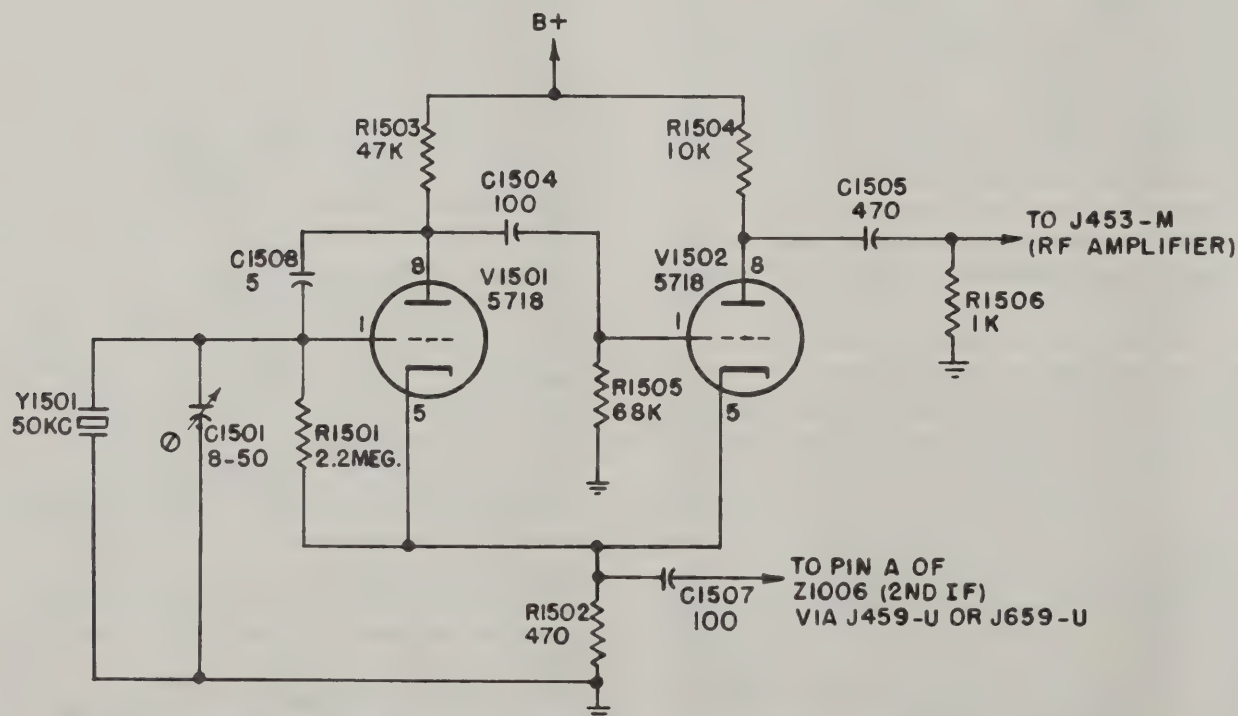 B+
R1503
47K
R1504
10K
C1504
100
C1505
470
TO J453-M
(RF AMPLIFIER)
C1508
5
8
V1501
5718
V1502
5718
8
R1506
1K
1
1
R1505
68K
5
5
Y1501
50KC
Ø
C1501
8-50
R1501
2.2MEG.
TO PIN A OF
Z1006 (2ND IF)
VIA J459-U OR J659-U
C1507
100
R1502
470